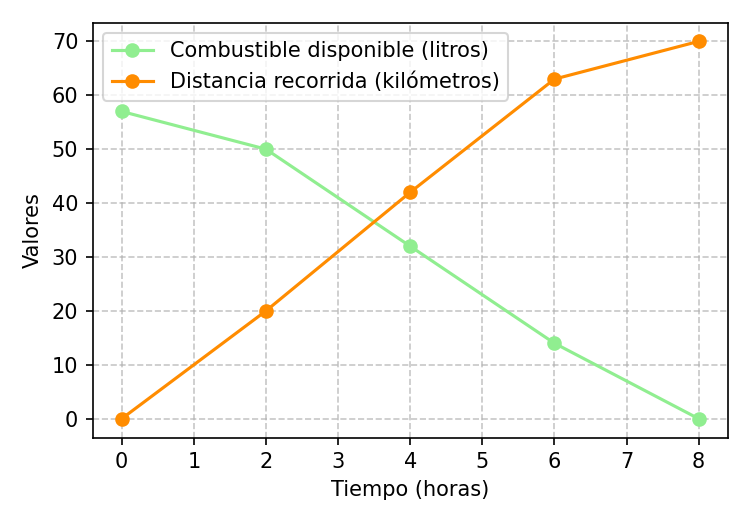 Combustible disponible (litros)
Distancia recorrida (kilómetros)
Valores
70
60
50
40
30
20
10
0
0 1 2 3 4 5 6 7 8
Tiempo (horas)